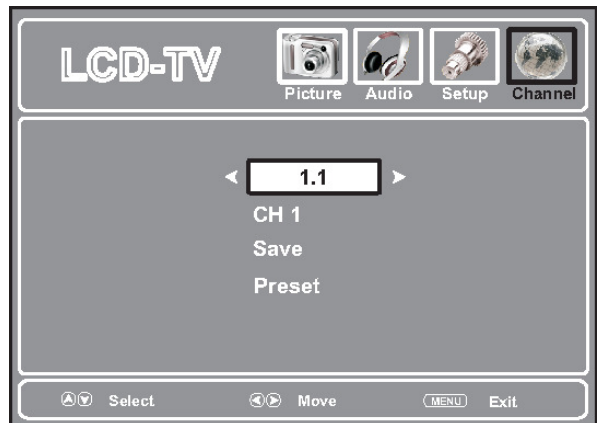 LCD-TV
Picture Audio Setup Channel
1.1
CH 1
Save
Preset
Select Move MENU Exit